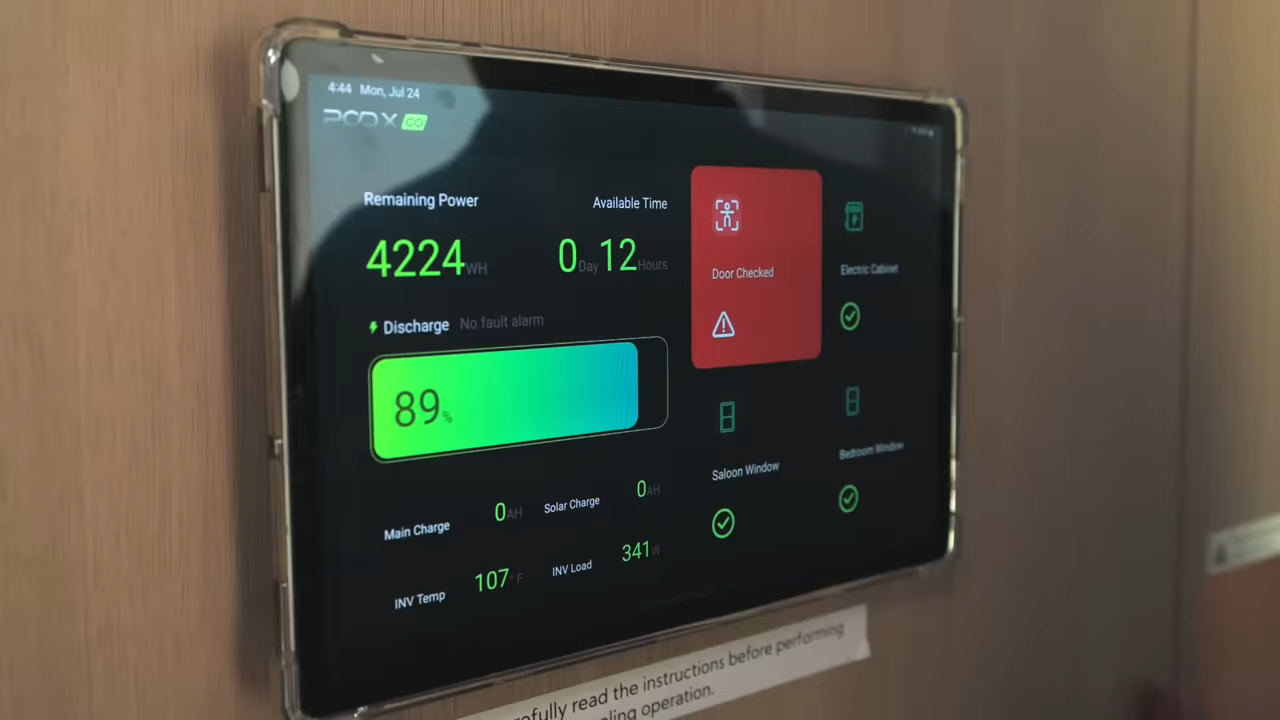 4:44 Mon, Jul 24
PODX GO
Remaining Power
Available Time
4224 WH
0 Day 12 Hours
Discharge No fault alarm
89 %
Main Charge 0 AH
Solar Charge 0 AH
INV Temp 107 °F
INV Load 341 W
Door Checked
Electric Cabinet
Saloon Window
Bedroom Window
read the instructions before performing
operation.